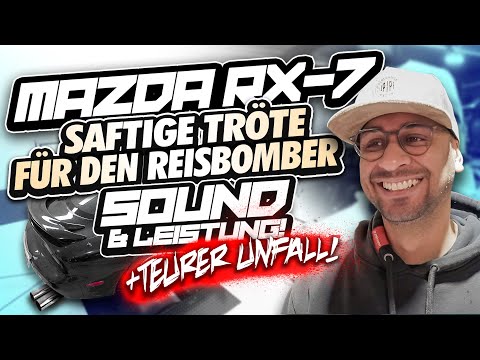 MAZDA RX-7
SAFTIGE TRÖTE
FÜR DEN REISBOMBER
SOUND
& LEISTUNG!
+TEURER UNFALL!